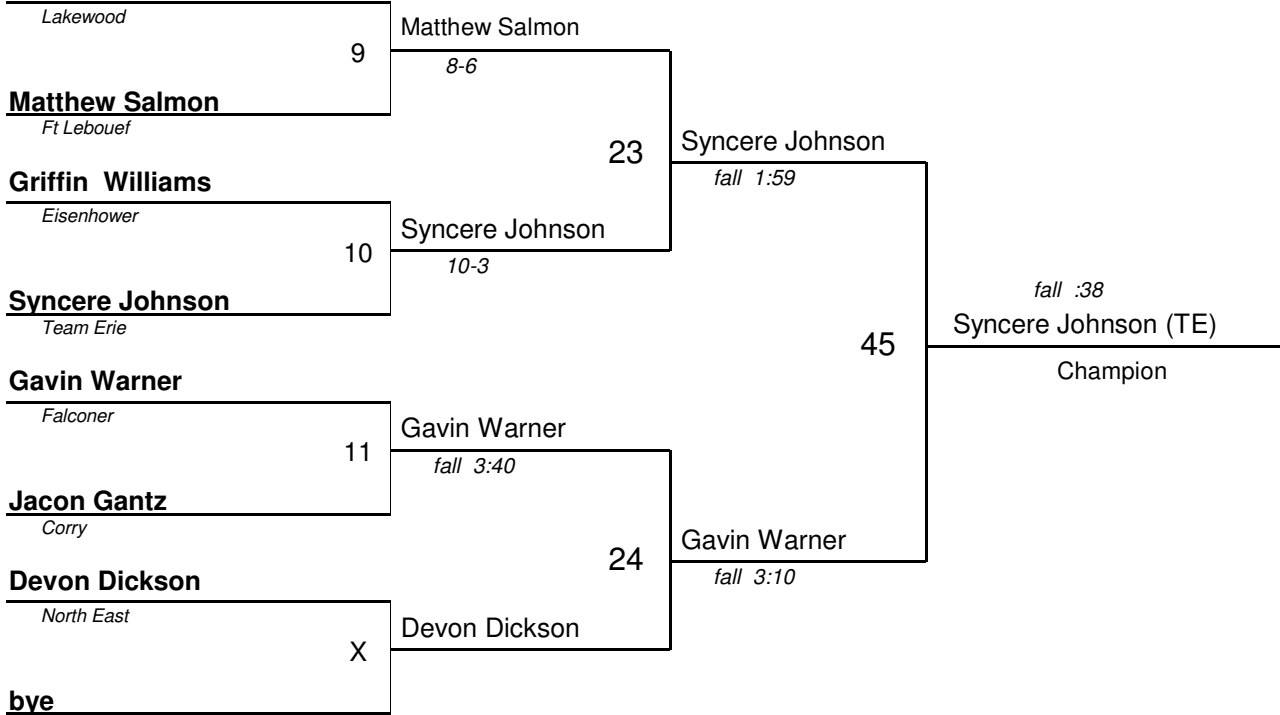 Lakewood
9
Matthew Salmon
8-6
Matthew Salmon
Ft Lebouef
23
Syncere Johnson
fall 1:59
Griffin Williams
Eisenhower
10
Syncere Johnson
10-3
Syncere Johnson
Team Erie
45
fall :38
Syncere Johnson (TE)
Champion
Gavin Warner
Falconer
11
Gavin Warner
fall 3:40
Jacon Gantz
Corry
24
Gavin Warner
fall 3:10
Devon Dickson
North East
X
Devon Dickson
bye